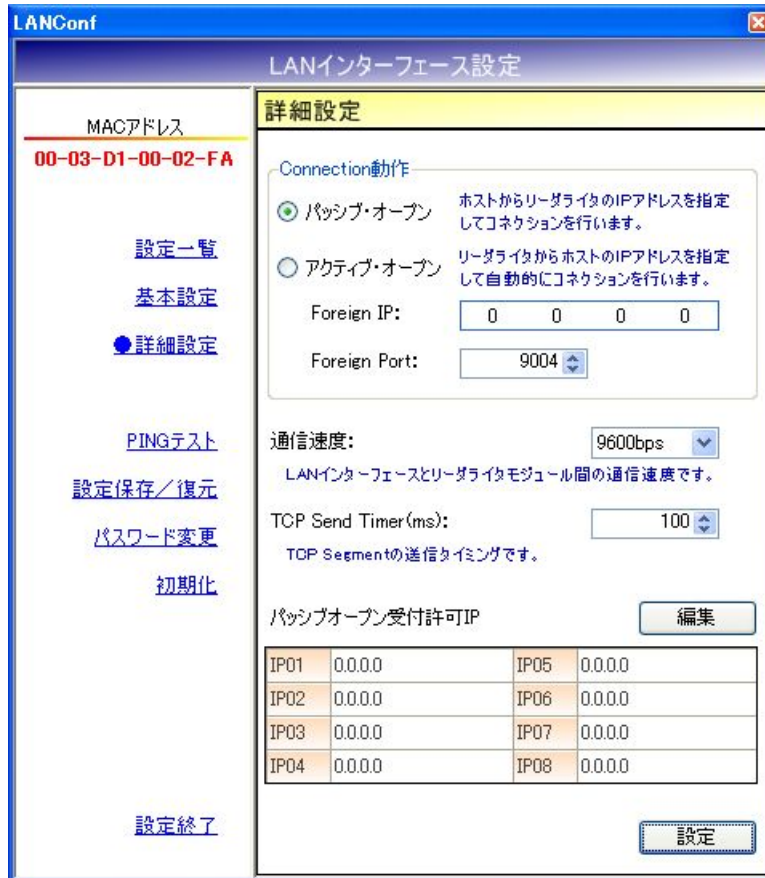 LANConf
LANインターフェース設定
MACアドレス
00-03-D1-00-02-FA
設定一覧
基本設定
●詳細設定
PINGテスト
設定保存／復元
パスワード変更
初期化
設定終了
詳細設定
Connection動作
パッシブ・オープン
ホストからリーダライタのIPアドレスを指定
してコネクションを行います。
アクティブ・オープン
リーダライタからホストのIPアドレスを指定
して自動的にコネクションを行います。
Foreign IP: 0 0 0 0
Foreign Port: 9004
通信速度: 9600bps
LANインターフェースとリーダライタモジュール間の通信速度です。
TCP Send Timer(ms): 100
TCP Segmentの送信タイミングです。
パッシブオープン受付許可IP 編集
IP01 0.0.0.0 IP05 0.0.0.0
IP02 0.0.0.0 IP06 0.0.0.0
IP03 0.0.0.0 IP07 0.0.0.0
IP04 0.0.0.0 IP08 0.0.0.0
設定